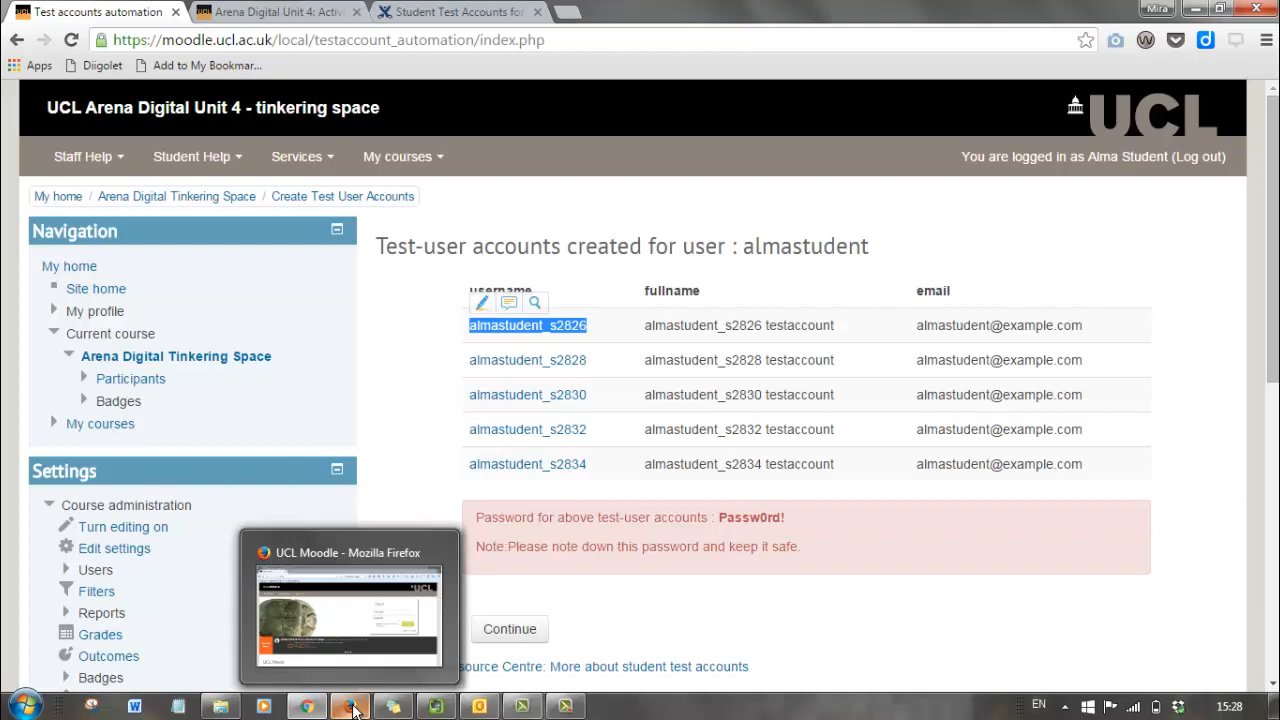 Test accounts automation
Arena Digital Unit 4: Activi
Student Test Accounts for
Mira
https://moodle.ucl.ac.uk/local/testaccount_automation/index.php
Apps
Diigolet
Add to My Bookmar...
UCL Arena Digital Unit 4 - tinkering space
UCL
Staff Help
Student Help
Services
My courses
You are logged in as Alma Student (Log out)
My home / Arena Digital Tinkering Space / Create Test User Accounts
Navigation
My home
Site home
My profile
Current course
Arena Digital Tinkering Space
Participants
Badges
My courses
Settings
Course administration
Turn editing on
Edit settings
Users
Filters
Reports
Grades
Outcomes
Badges
Test-user accounts created for user : almastudent
username fullname email
almastudent_s2826 almastudent_s2826 testaccount almastudent@example.com
almastudent_s2828 almastudent_s2828 testaccount almastudent@example.com
almastudent_s2830 almastudent_s2830 testaccount almastudent@example.com
almastudent_s2832 almastudent_s2832 testaccount almastudent@example.com
almastudent_s2834 almastudent_s2834 testaccount almastudent@example.com
Password for above test-user accounts : Passw0rd!
Note:Please note down this password and keep it safe.
Continue
source Centre: More about student test accounts
UCL Moodle - Mozilla Firefox
EN
15:28